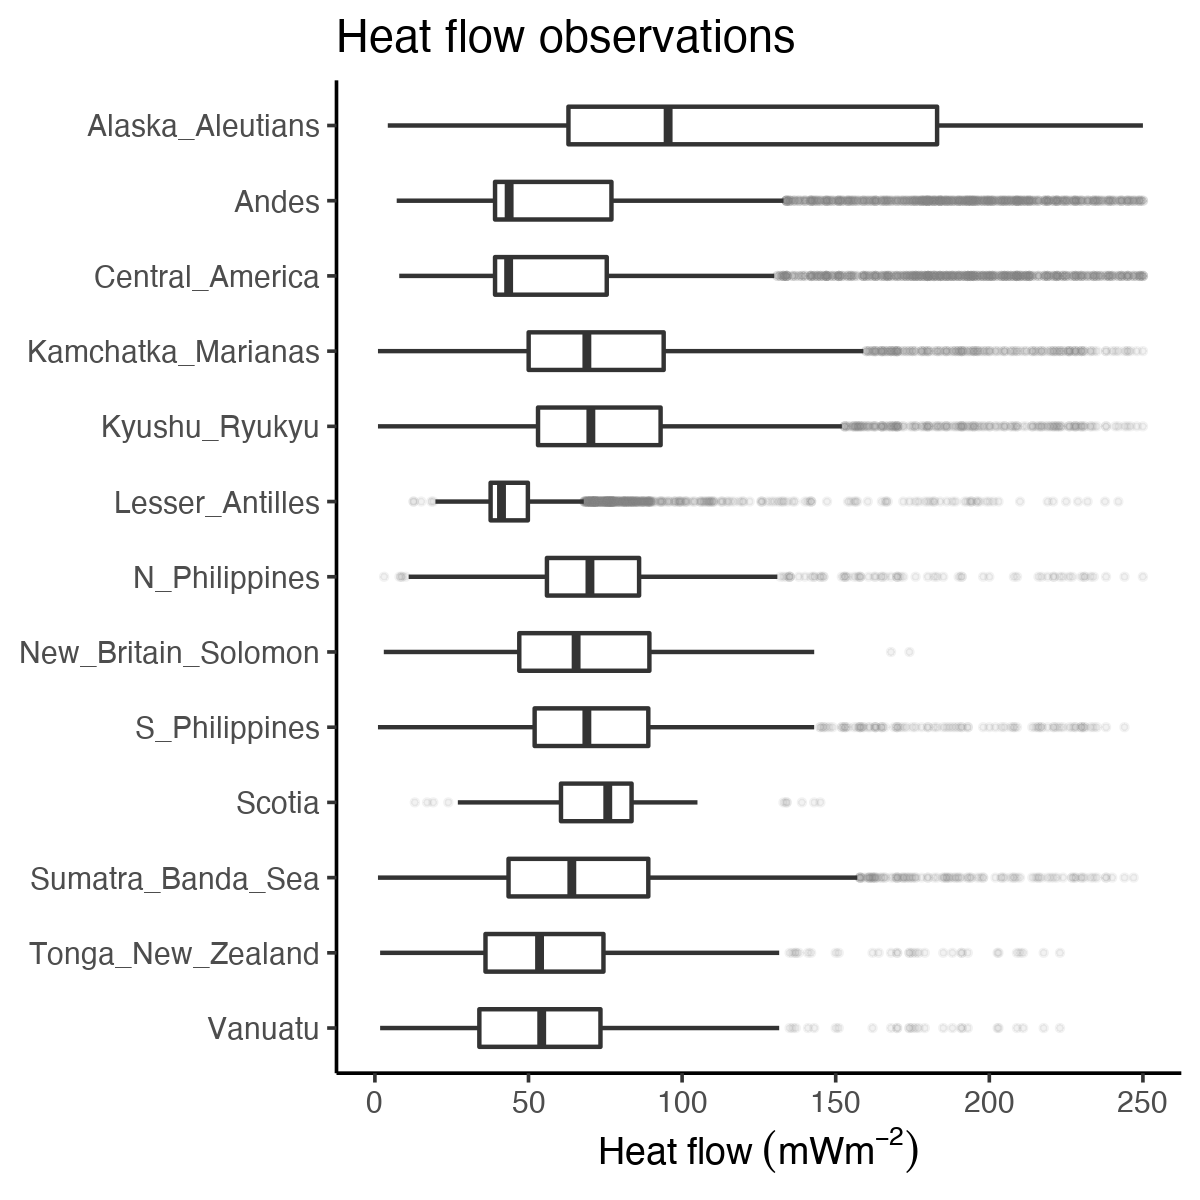 Heat flow observations
Alaska_Aleutians
Andes
Central_America
Kamchatka_Marianas
Kyushu_Ryukyu
Lesser_Antilles
N_Philippines
New_Britain_Solomon
S_Philippines
Scotia
Sumatra_Banda_Sea
Tonga_New_Zealand
Vanuatu
0 50 100 150 200 250
Heat flow (mWm⁻²)